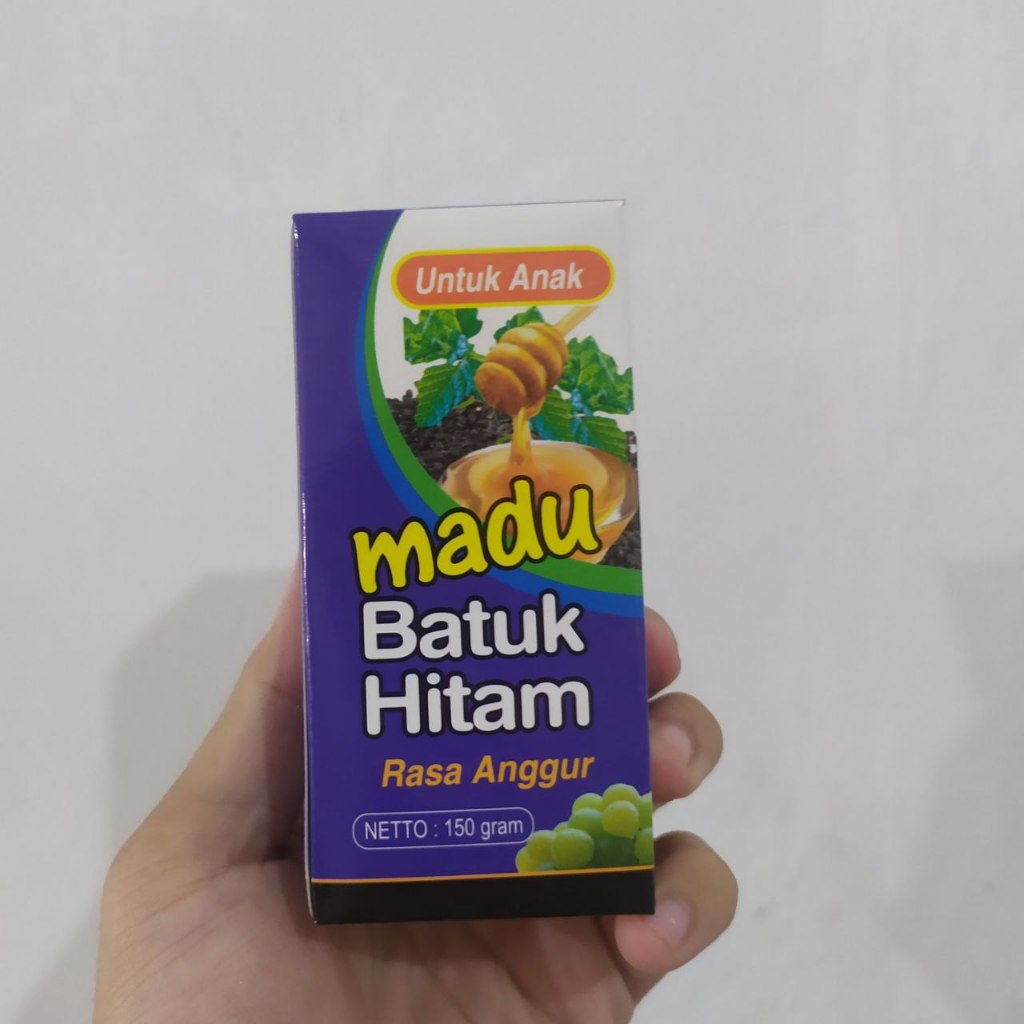 Untuk Anak
madu
Batuk
Hitam
Rasa Anggur
NETTO : 150 gram